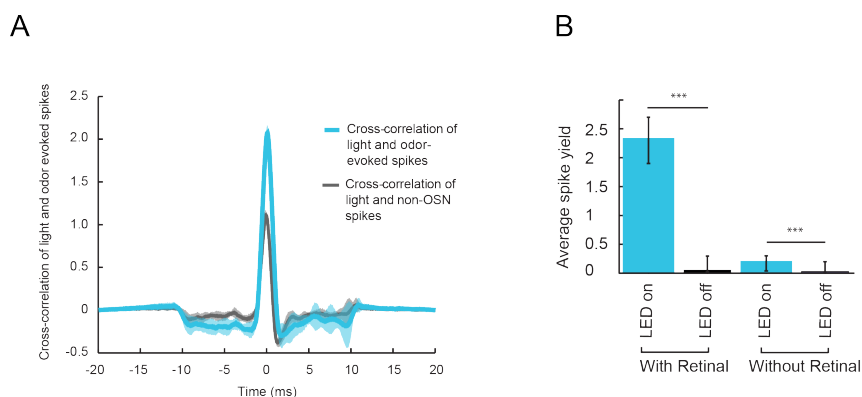 A
B
Cross-correlation of light and odor evoked spikes
2.5
2.0
1.5
1.0
0.5
0
-0.5
-20
-15
-10
-5
0
5
10
15
20
Time (ms)
Cross-correlation of
light and odor-
evoked spikes
Cross-correlation of
light and non-OSN
spikes
Average spike yield
2.5
2
1.5
1
0.5
0
***
***
LED on
LED off
LED on
LED off
With Retinal
Without Retinal